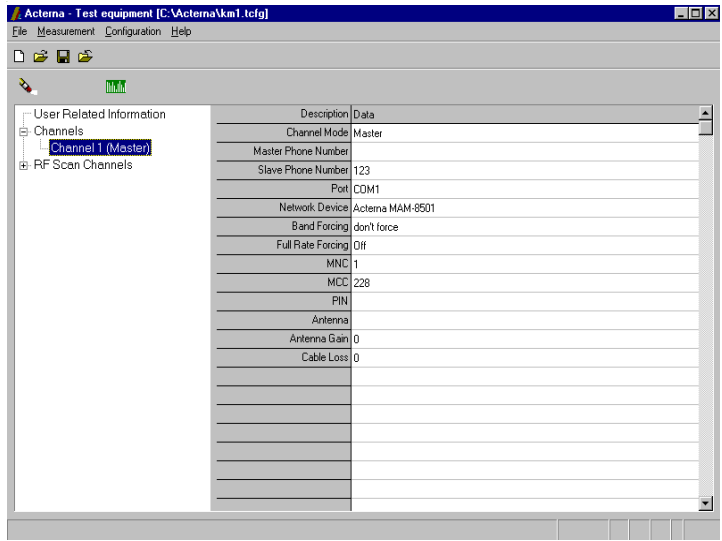 Acterna - Test equipment [C:\Acterna\km1.tcfg]
File Measurement Configuration Help
User Related Information
Channels
Channel 1 (Master)
RF Scan Channels
Description Data
Channel Mode Master
Master Phone Number
Slave Phone Number 123
Port COM1
Network Device Acterna MAM-8501
Band Forcing don't force
Full Rate Forcing Off
MNC 1
MCC 228
PIN
Antenna
Antenna Gain 0
Cable Loss 0